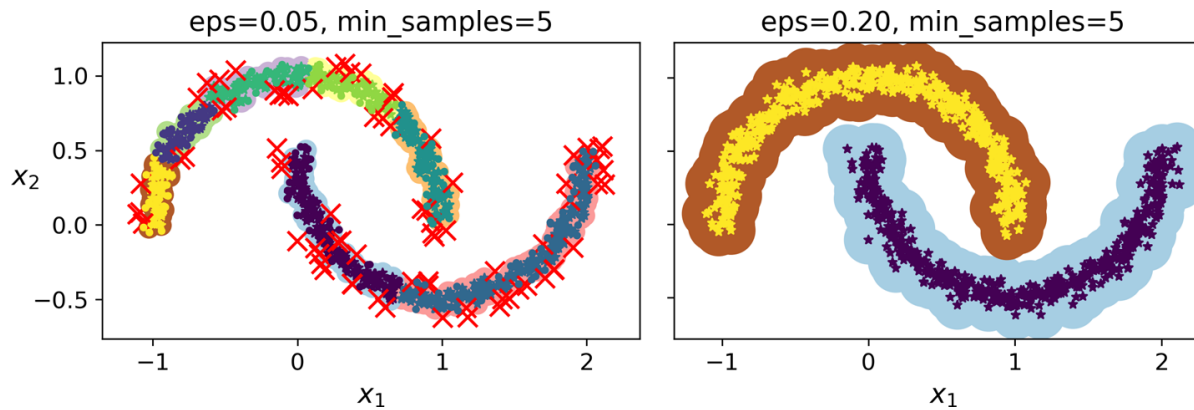 eps=0.05, min_samples=5
eps=0.20, min_samples=5
1.0
0.5
0.0
−0.5
x₂
−1 0 1 2
−1 0 1 2
x₁
x₁